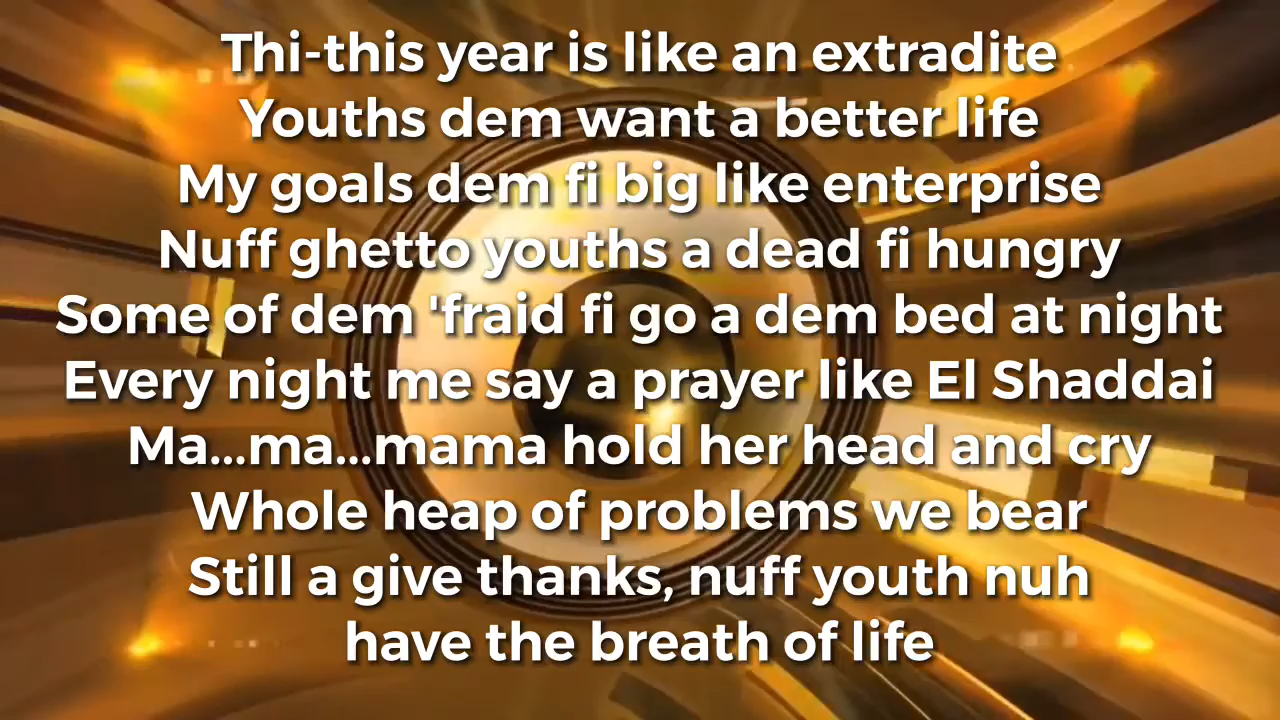 Thi-this year is like an extradite
Youths dem want a better life
My goals dem fi big like enterprise
Nuff ghetto youths a dead fi hungry
Some of dem 'fraid fi go a dem bed at night
Every night me say a prayer like El Shaddai
Ma...ma...mama hold her head and cry
Whole heap of problems we bear
Still a give thanks, nuff youth nuh
have the breath of life